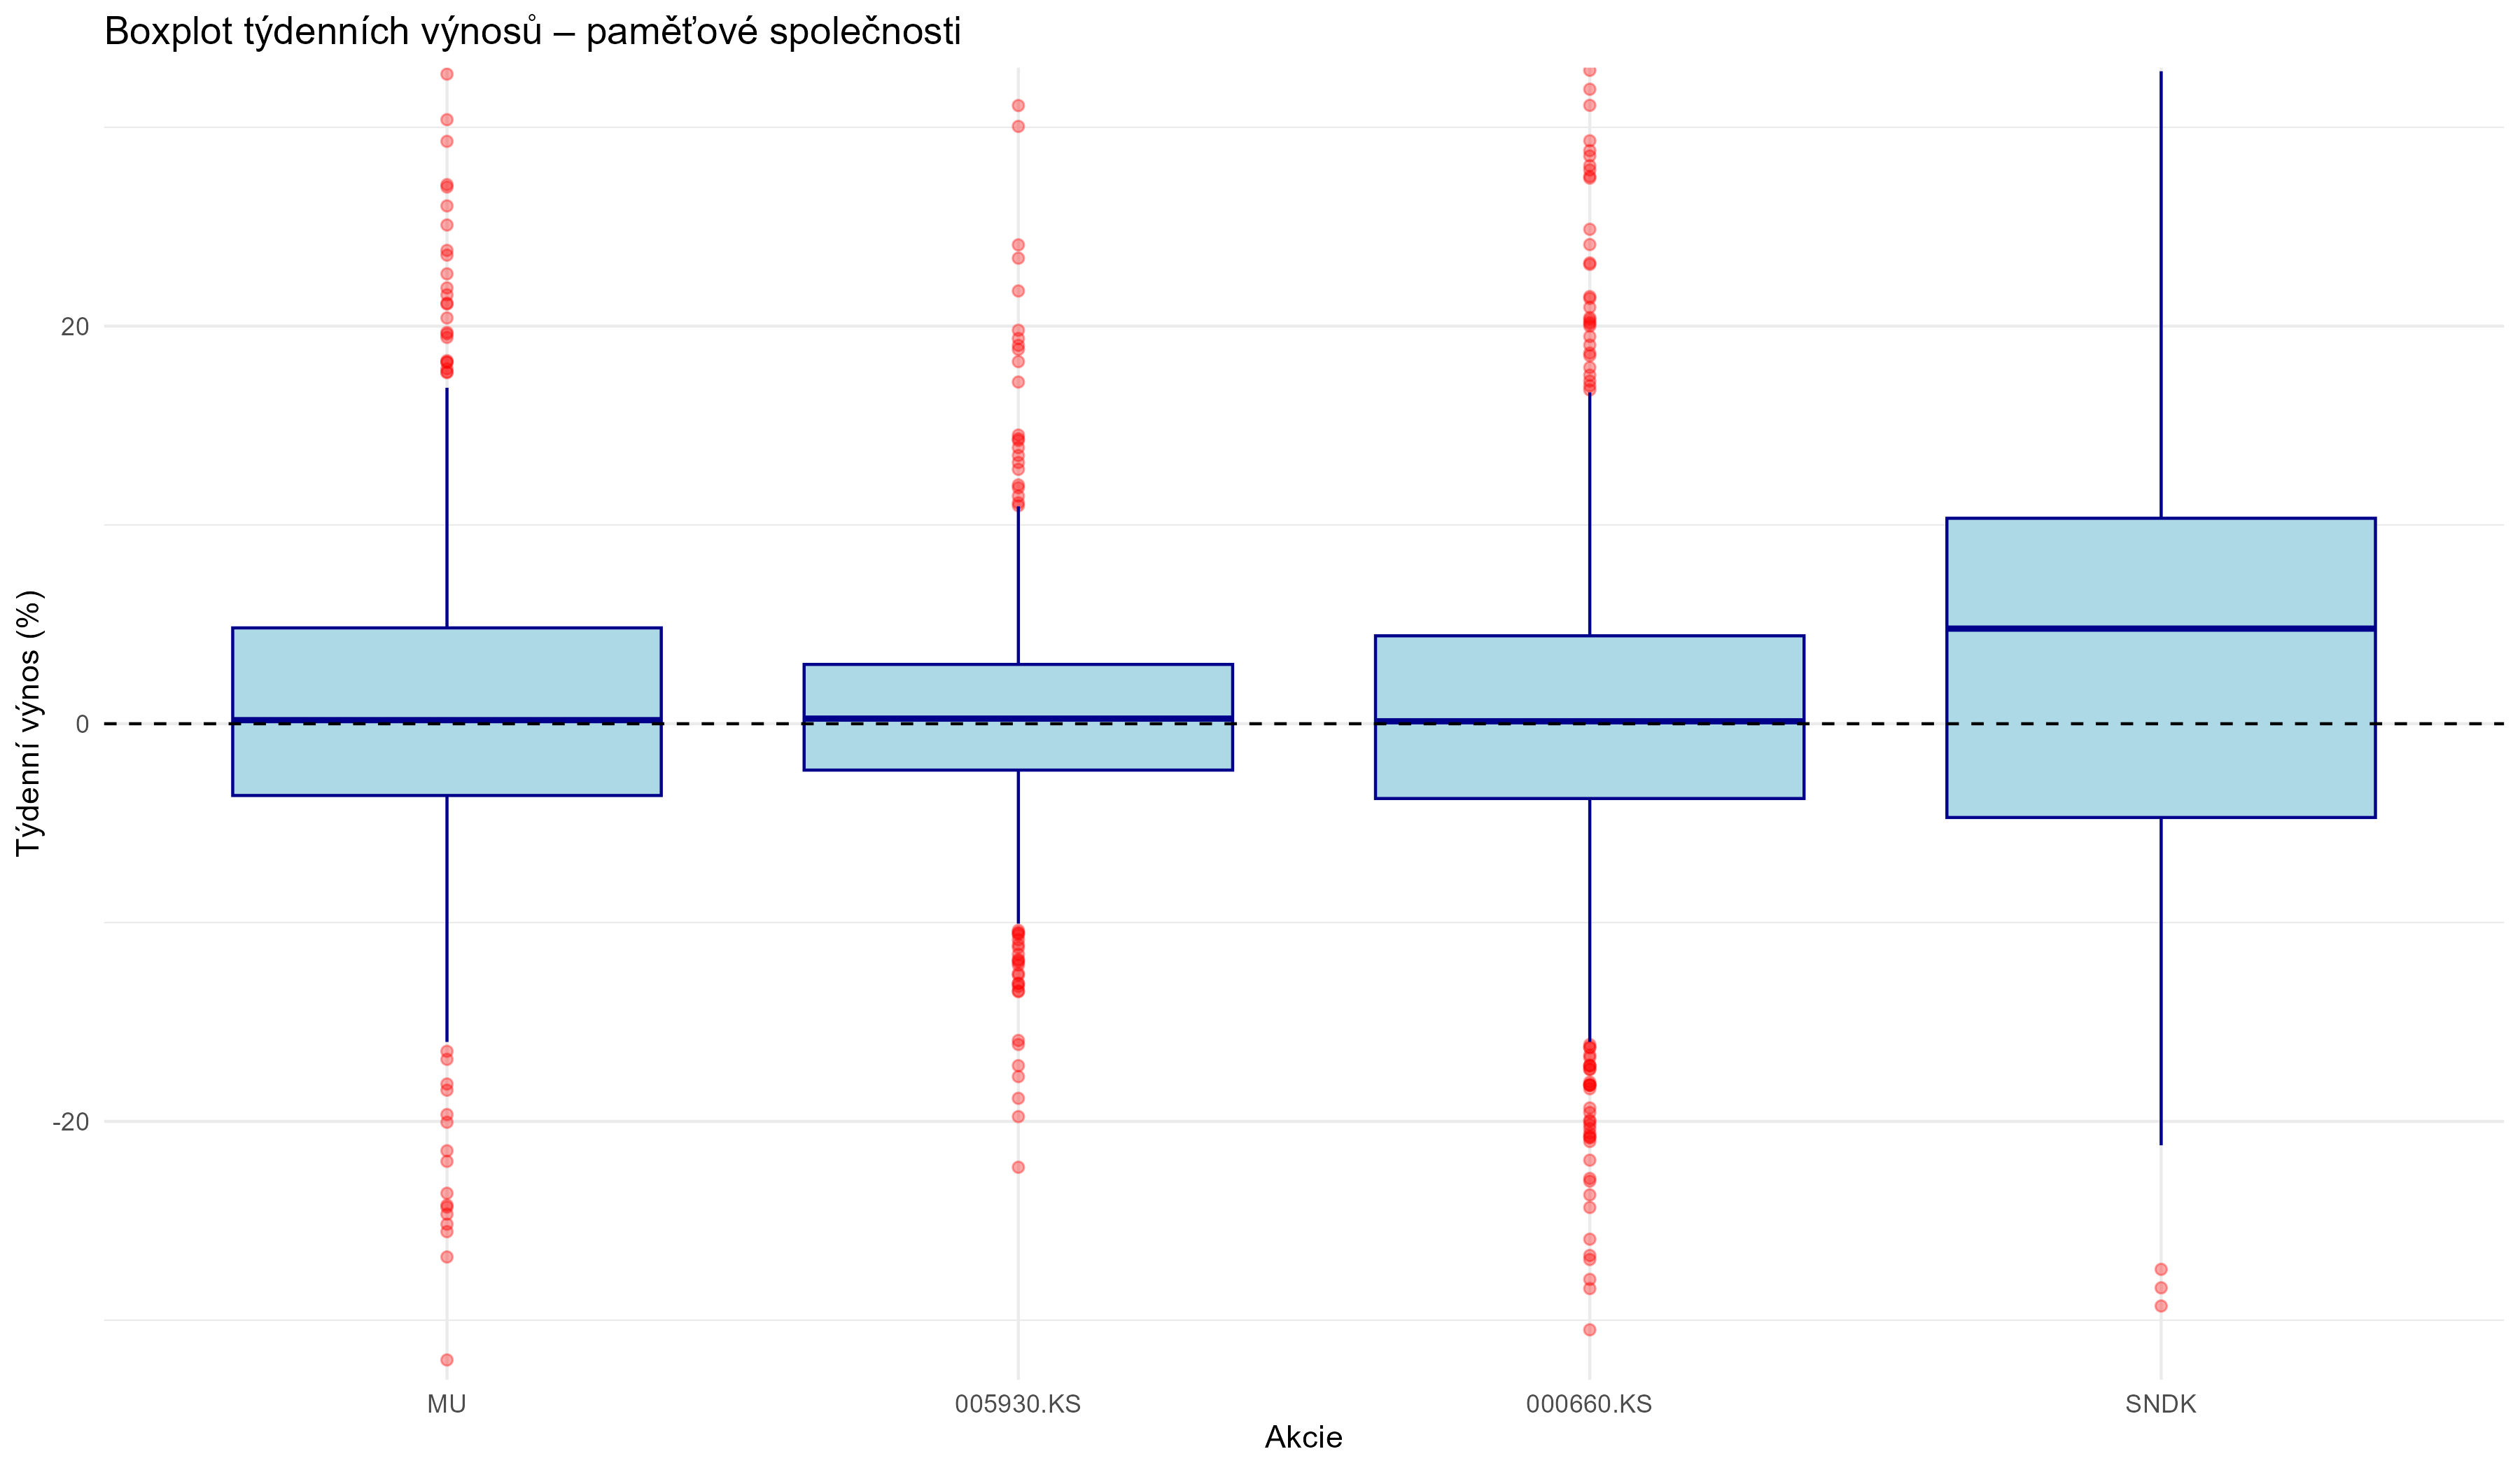 Boxplot týdenních výnosů – paměťové společnosti
Týdenní výnos (%)
20
0
-20
MU
005930.KS
000660.KS
SNDK
Akcie